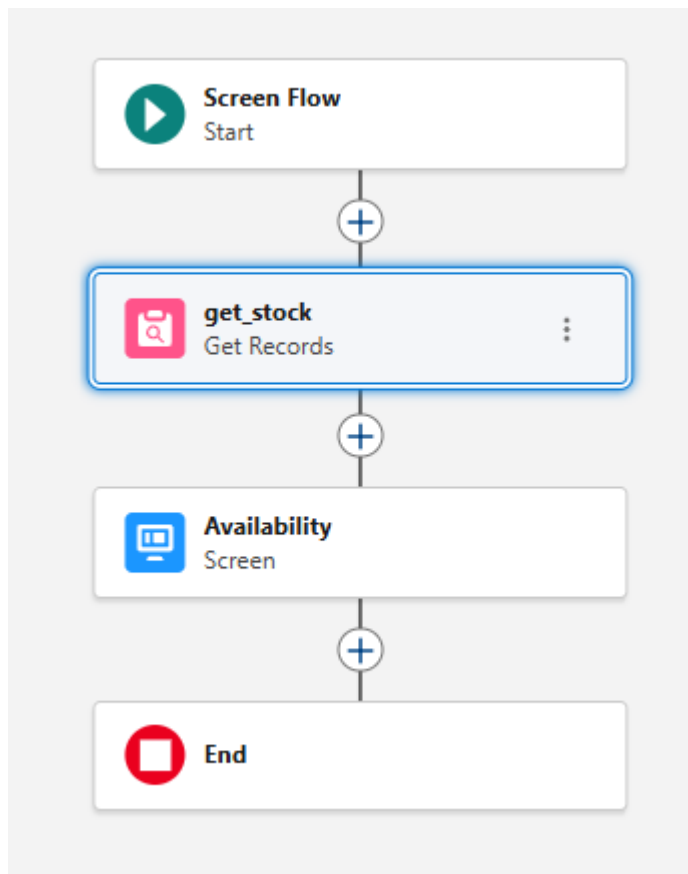 Screen Flow
Start
get_stock
Get Records
Availability
Screen
End